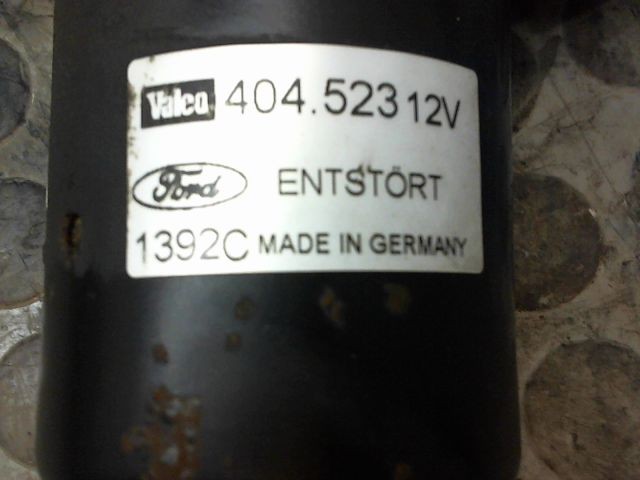 Valeo 404.523 12V
Ford ENTSTÖRT
1392C MADE IN GERMANY